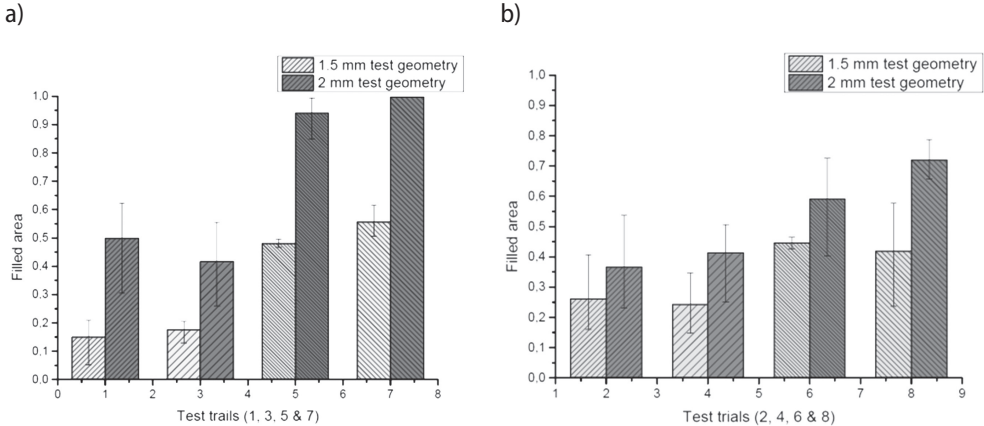 a)
1.5 mm test geometry
2 mm test geometry
1.0
0.9
0.8
0.7
0.6
0.5
0.4
0.3
0.2
0.1
0.0
Filled area
0 1 2 3 4 5 6 7 8
Test trails (1, 3, 5 & 7)
b)
1.5 mm test geometry
2 mm test geometry
1.0
0.9
0.8
0.7
0.6
0.5
0.4
0.3
0.2
0.1
0.0
Filled area
1 2 3 4 5 6 7 8 9
Test trials (2, 4, 6 & 8)